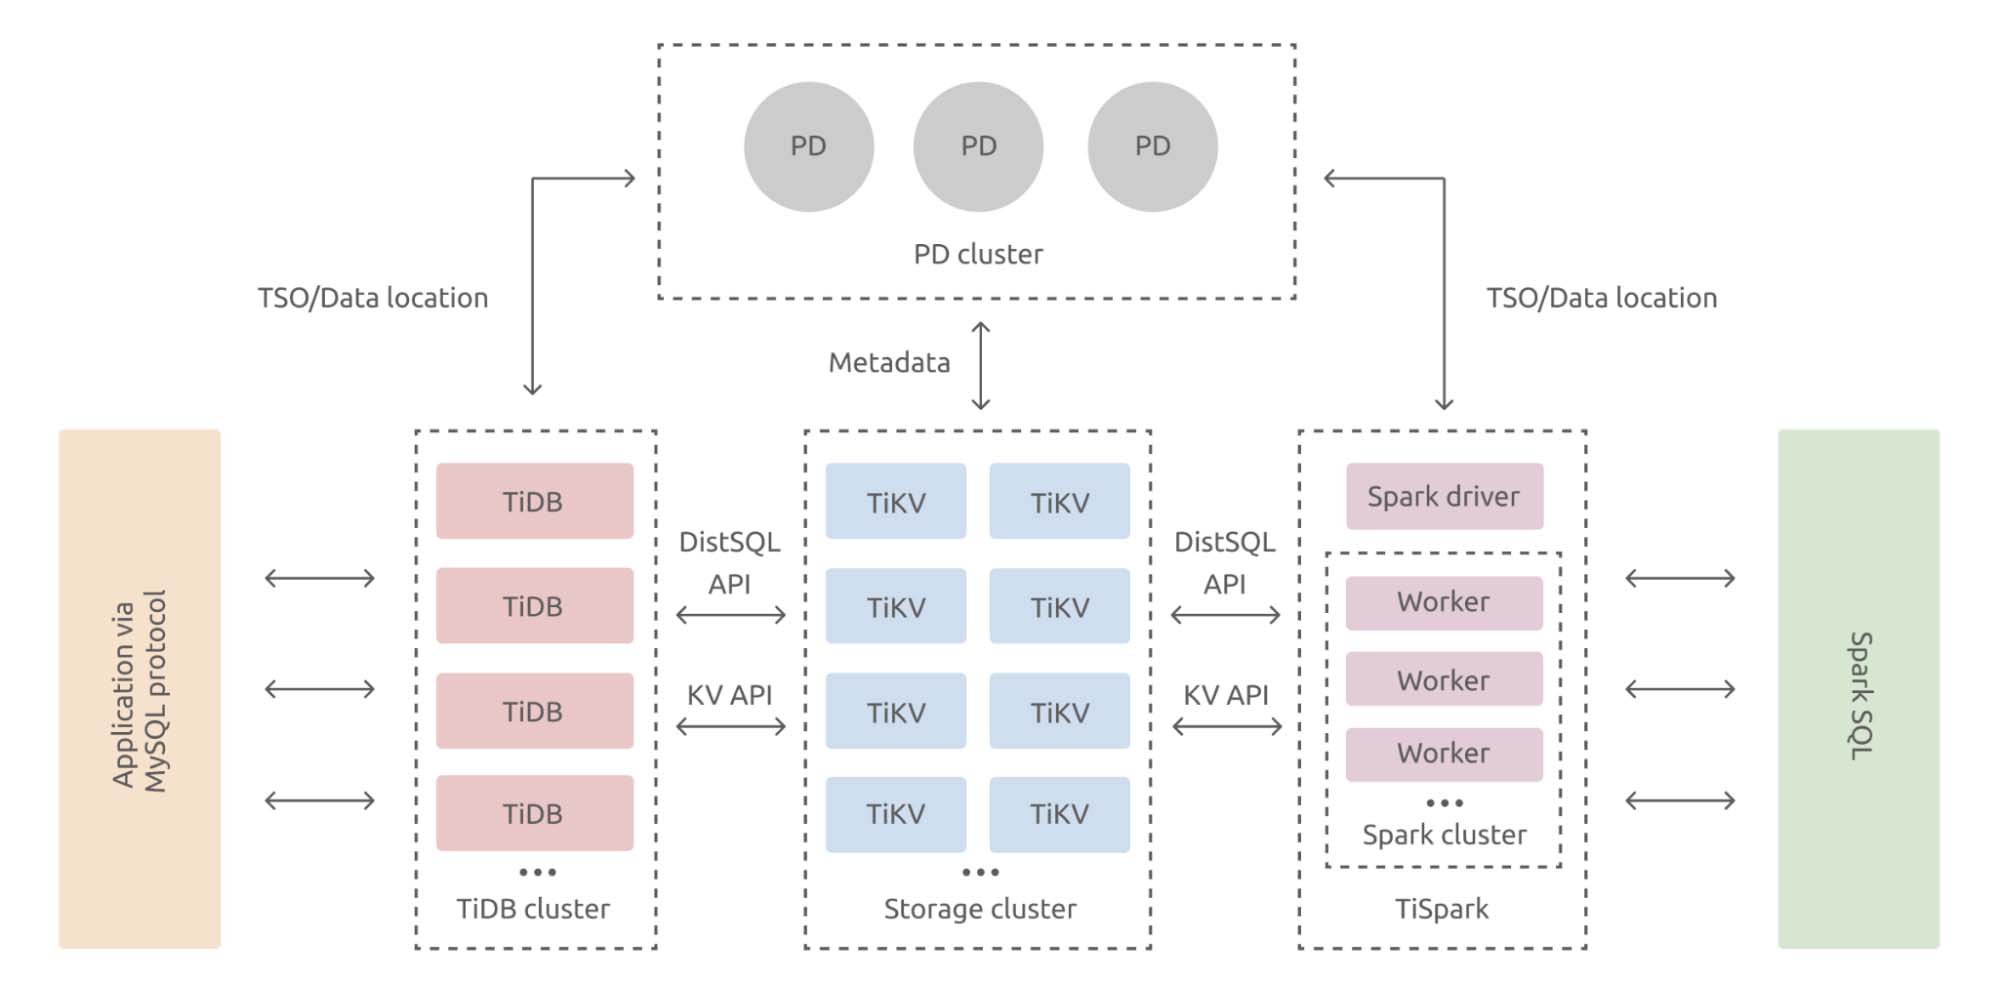 PD
PD
PD
PD cluster
TSO/Data location
TSO/Data location
Metadata
Application via
MySQL protocol
TiDB
TiDB
TiDB
TiDB
•••
TiDB cluster
DistSQL
API
KV API
TiKV
TiKV
TiKV
TiKV
TiKV
TiKV
TiKV
TiKV
•••
Storage cluster
DistSQL
API
KV API
Spark driver
Worker
Worker
Worker
•••
Spark cluster
TiSpark
Spark SQL